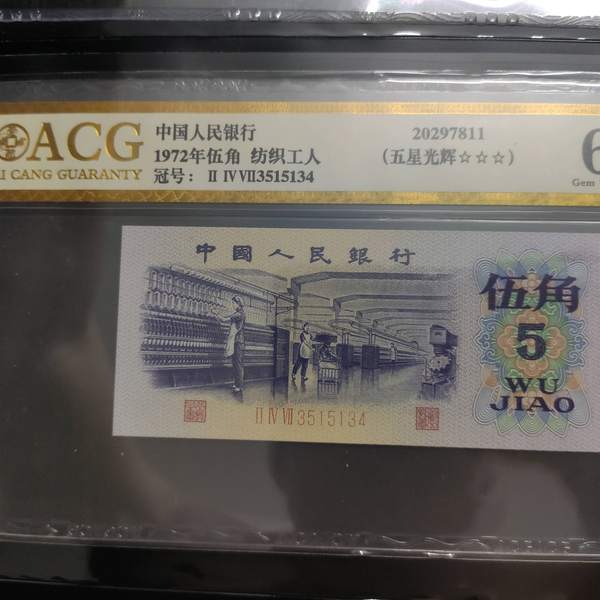 ACG
I CANG GUARANTY
中国人民银行
1972年伍角 纺织工人
冠号: II IV VII3515134
20297811
(五星光辉☆☆☆)
6
Gem
中國人民銀行
伍角
5
WU
JIAO
II IV VII 3515134